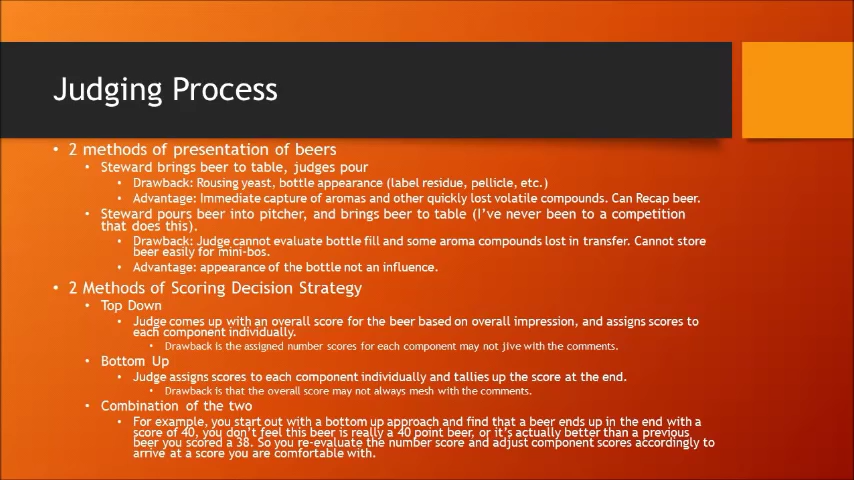 Judging Process
• 2 methods of presentation of beers
• Steward brings beer to table, judges pour
• Drawback: Rousing yeast, bottle appearance (label residue, pellicle, etc.)
• Advantage: Immediate capture of aromas and other quickly lost volatile compounds. Can Recap beer.
• Steward pours beer into pitcher, and brings beer to table (I've never been to a competition
that does this).
• Drawback: Judge cannot evaluate bottle fill and some aroma compounds lost in transfer. Cannot store
beer easily for mini-bos.
• Advantage: appearance of the bottle not an influence.
• 2 Methods of Scoring Decision Strategy
• Top Down
• Judge comes up with an overall score for the beer based on overall impression, and assigns scores to
each component individually.
• Drawback is the assigned number scores for each component may not jive with the comments.
• Bottom Up
• Judge assigns scores to each component individually and tallies up the score at the end.
• Drawback is that the overall score may not always mesh with the comments.
• Combination of the two
• For example, you start out with a bottom up approach and find that a beer ends up in the end with a
score of 40, you don't feel this beer is really a 40 point beer, or it's actually better than a previous
beer you scored a 38. So you re-evaluate the number score and adjust component scores accordingly to
arrive at a score you are comfortable with.